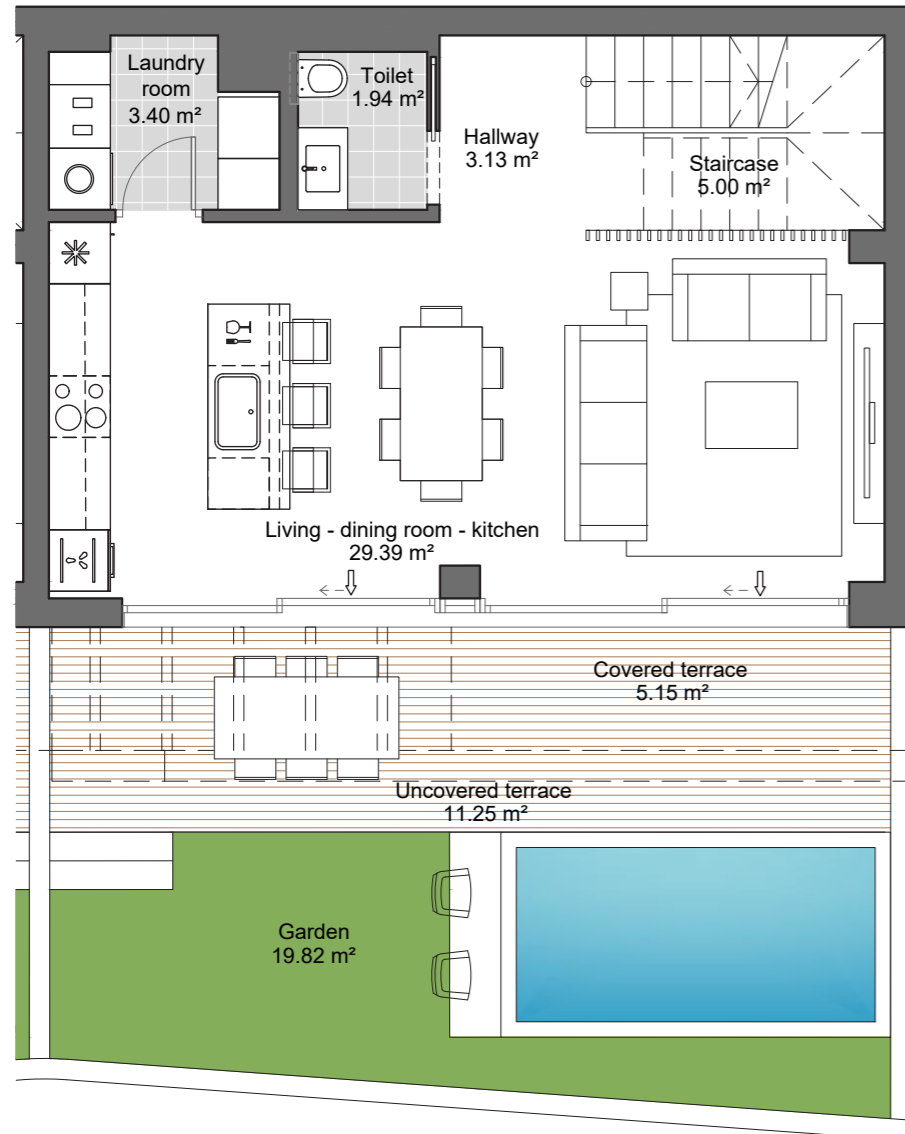 Laundry
room
3.40 m²
Toilet
1.94 m²
Hallway
3.13 m²
Staircase
5.00 m²
Living - dining room - kitchen
29.39 m²
Covered terrace
5.15 m²
Uncovered terrace
11.25 m²
Garden
19.82 m²